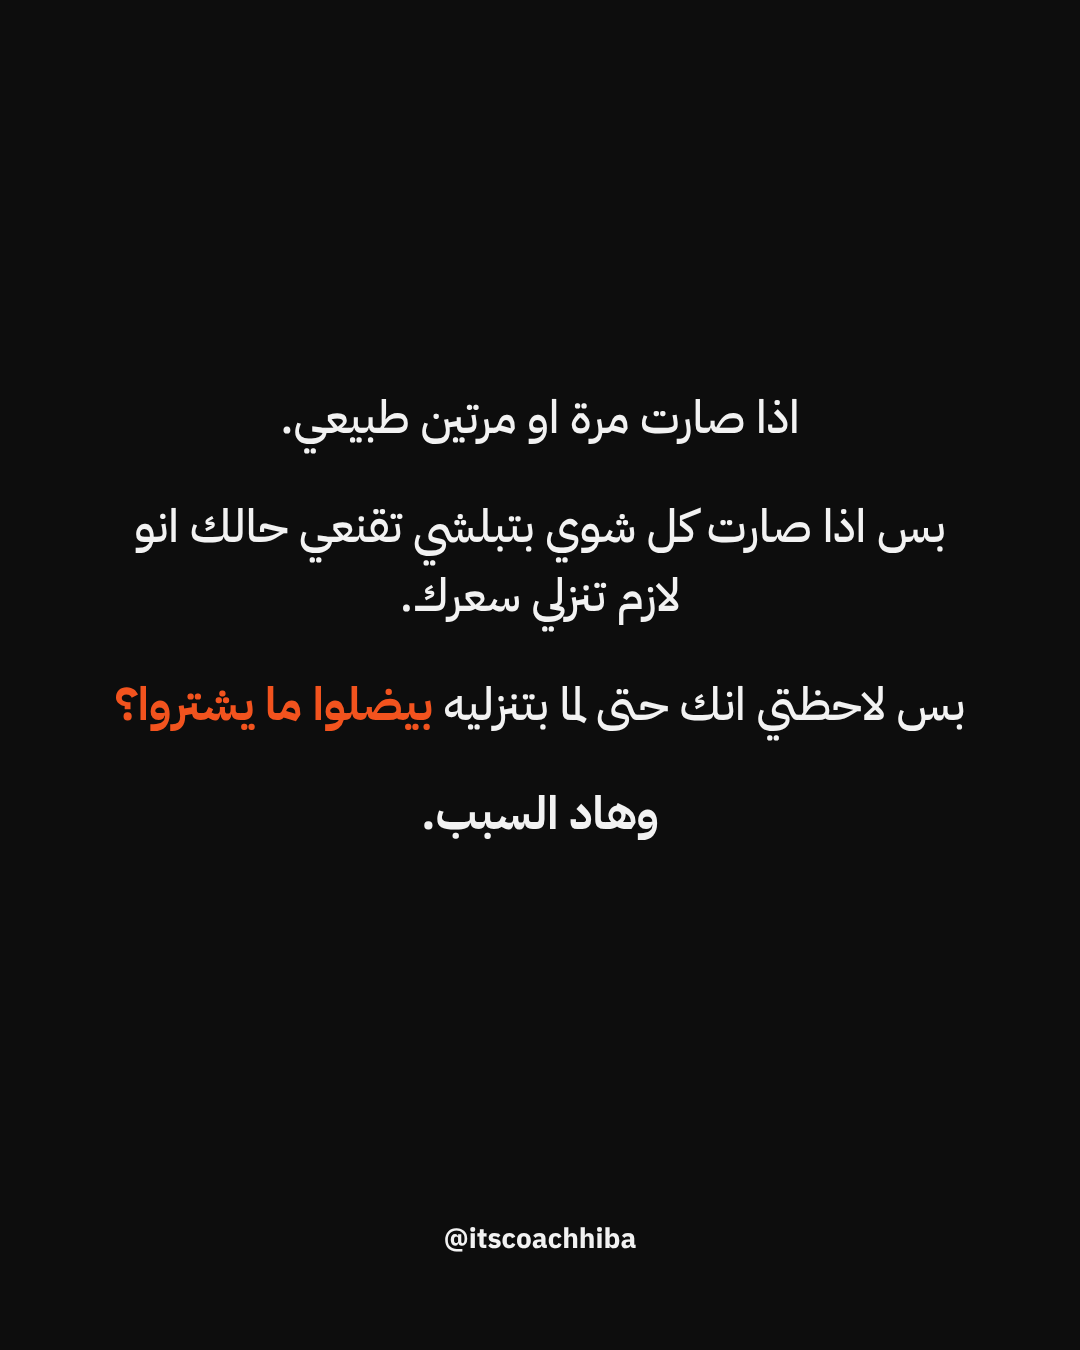 اذا صارت مرة او مرتين طبيعي.
بس اذا صارت كل شوي بتبلشي تقنعي حالك انو
لازم تنزلي سعرك.
بس لاحظتي انك حتى لما بتنزليه بيضلوا ما يشتروا؟
وهاد السبب.
@itscoachhiba